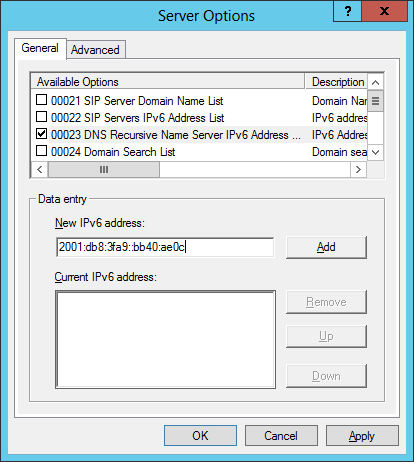 Server Options
?
General
Advanced
Available Options Description
00021 SIP Server Domain Name List Domain Nar
00022 SIP Servers IPv6 Address List IPv6 addres
00023 DNS Recursive Name Server IPv6 Address ... IPv6 Addres
00024 Domain Search List Domain sea
Data entry
New IPv6 address:
2001:db8:3fa9::bb40:ae0c
Add
Current IPv6 address:
Remove
Up
Down
OK
Cancel
Apply